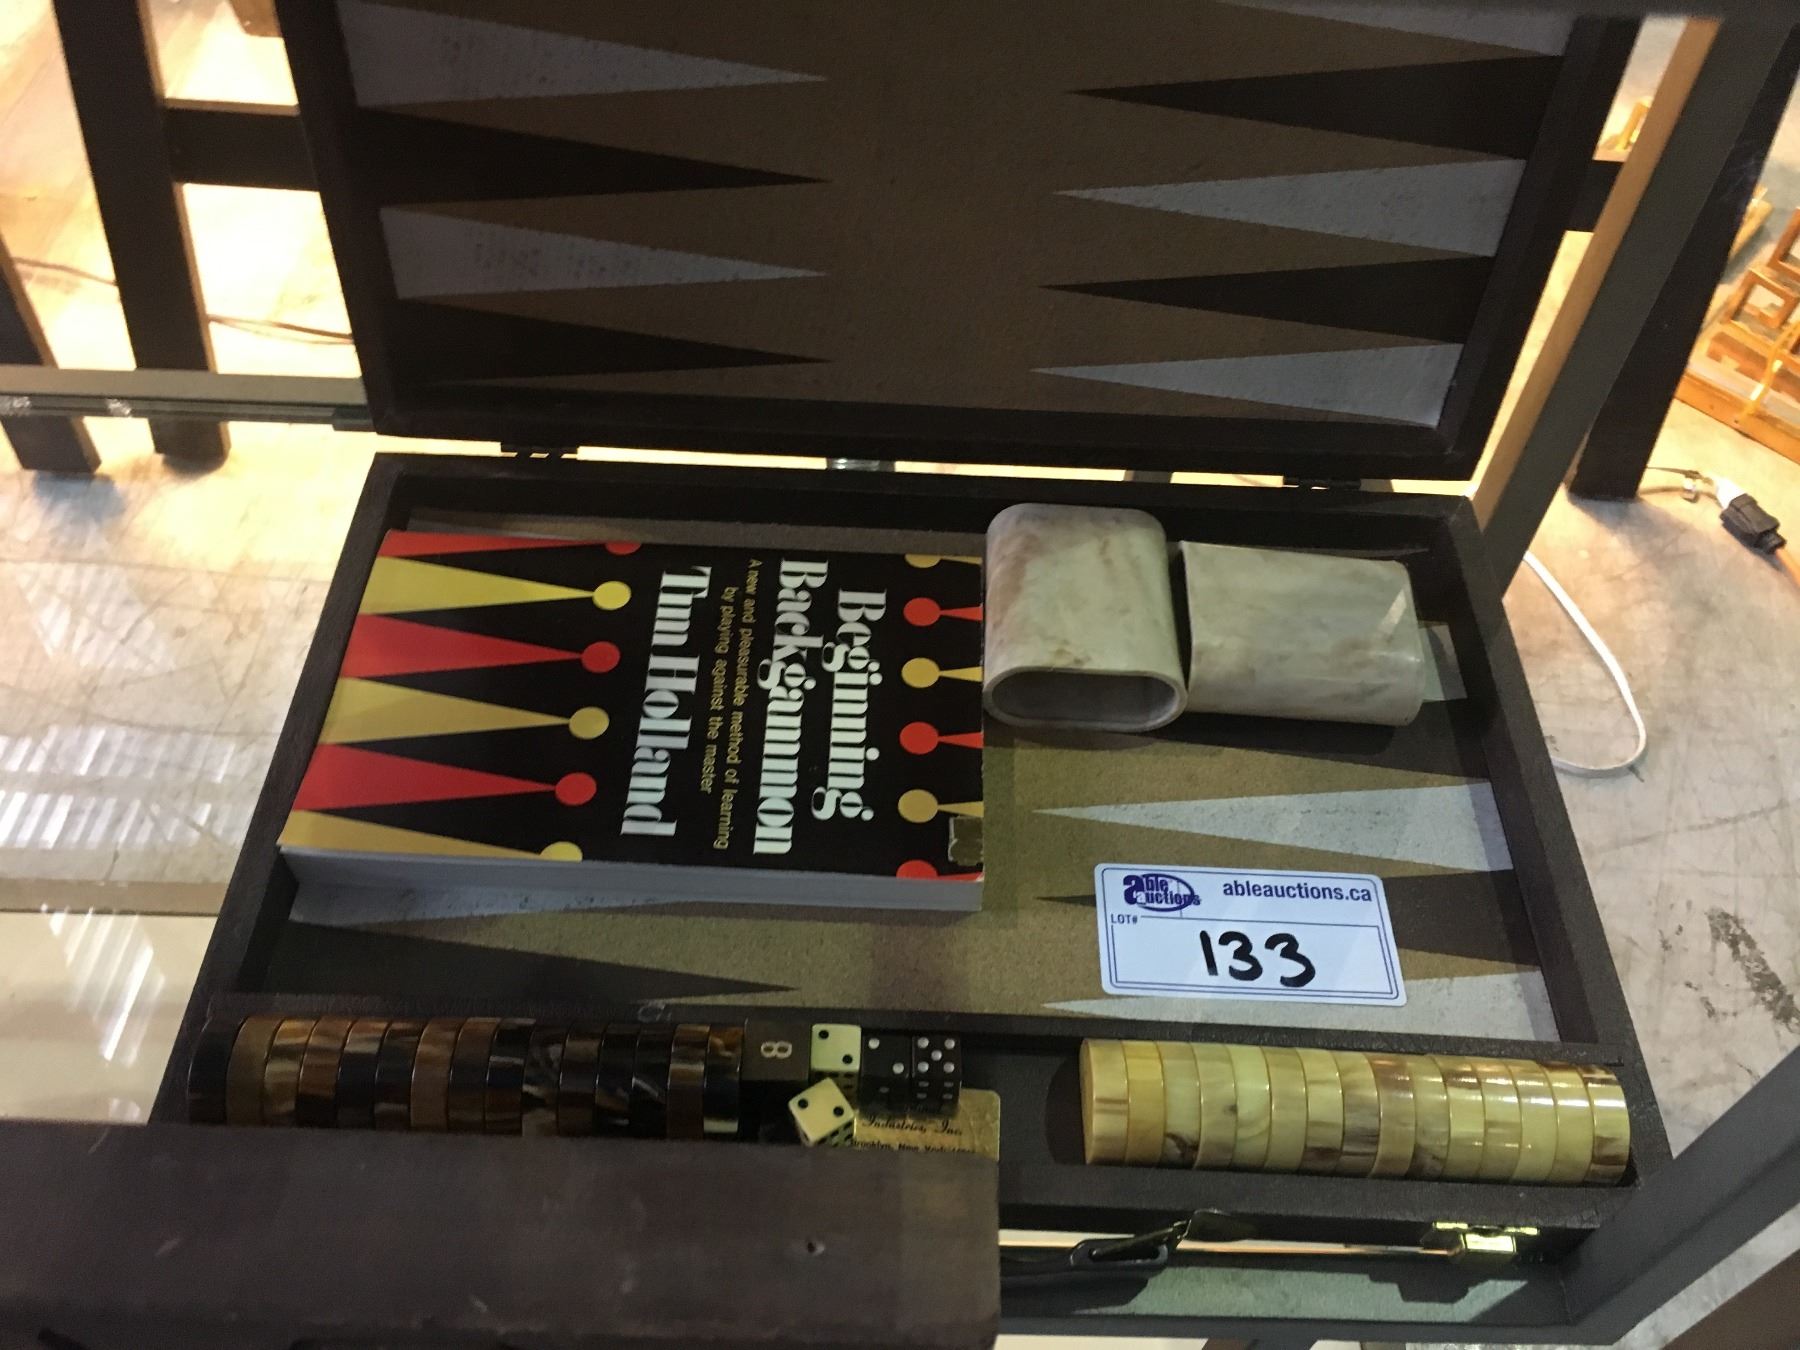 Beginning
Backgammon
A new and pleasurable method of learning
by playing against the master
Tim Holland
able
auctions
ableauctions.ca
LOT#
133
8
Industries, Inc.
Brooklyn, New York